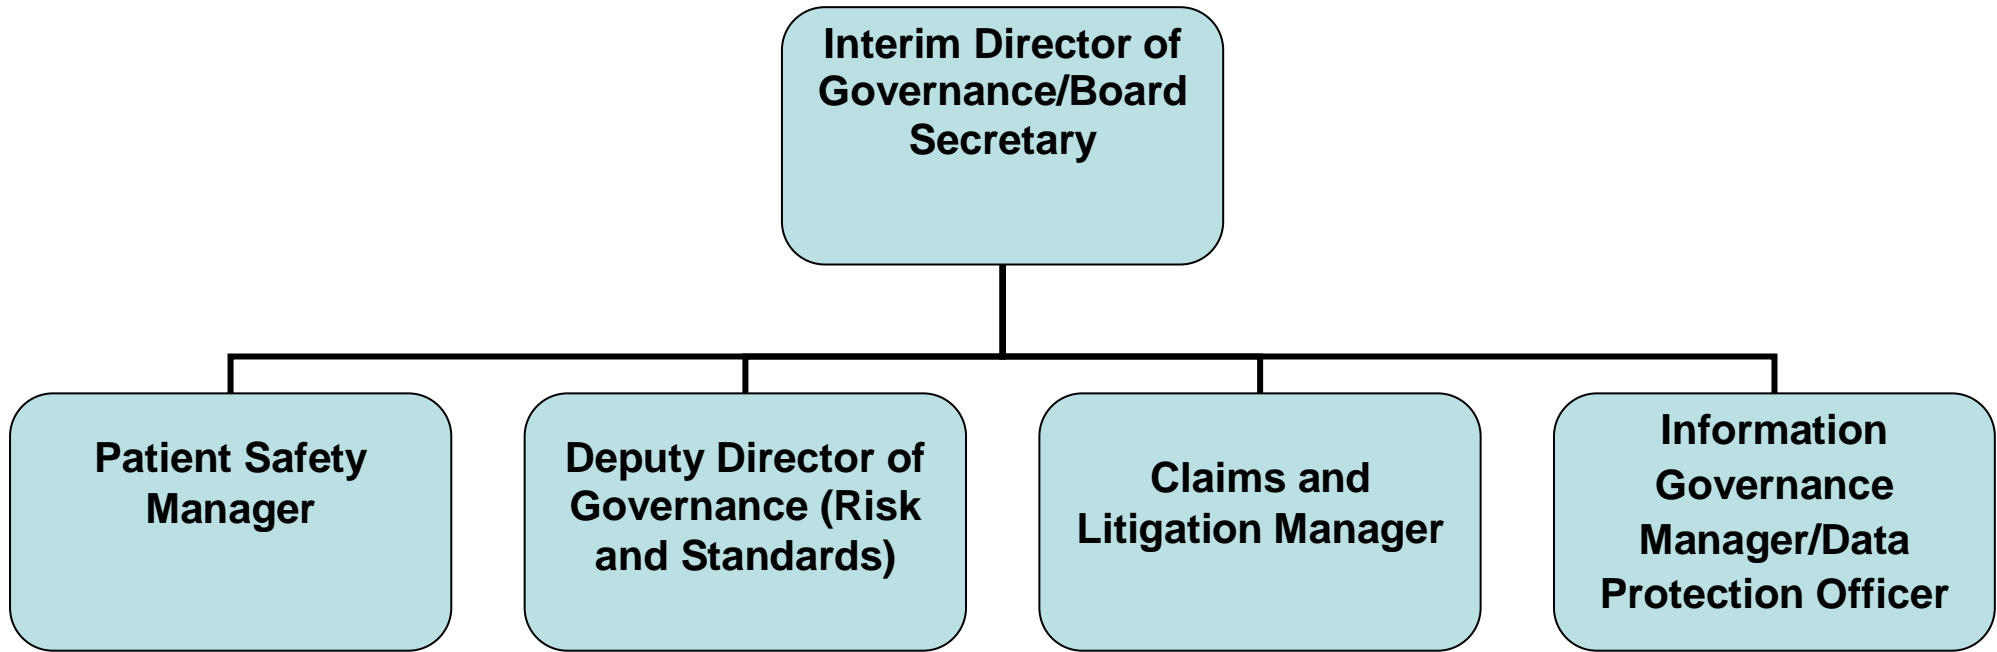 Interim Director of
Governance/Board
Secretary
Patient Safety
Manager
Deputy Director of
Governance (Risk
and Standards)
Claims and
Litigation Manager
Information
Governance
Manager/Data
Protection Officer